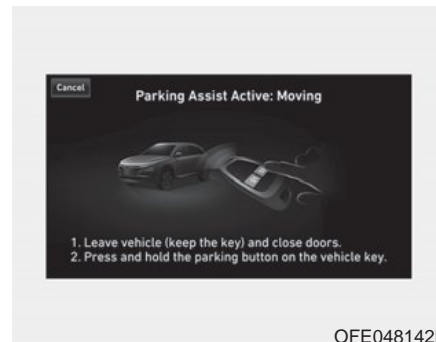 Cancel
Parking Assist Active: Moving
1. Leave vehicle (keep the key) and close doors.
2. Press and hold the parking button on the vehicle key.
OFE048142